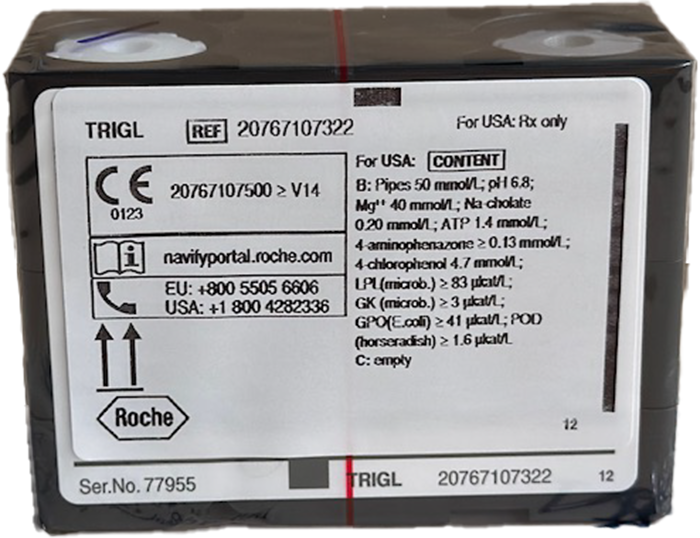 TRIGL REF 20767107322 For USA: Rx only
CE 0123 20767107500 ≥ V14
navifyportal.roche.com
EU: +800 5505 6606
USA: +1 800 4282336
Roche
For USA: CONTENT
B: Pipes 50 mmol/L; pH 6.8;
Mg⁺⁺ 40 mmol/L; Na-cholate
0.20 mmol/L; ATP 1.4 mmol/L;
4-aminophenazone ≥ 0.13 mmol/L;
4-chlorophenol 4.7 mmol/L;
LPL(microb.) ≥ 83 µkat/L;
GK (microb.) ≥ 3 µkat/L;
GPO(E.coli) ≥ 41 µkat/L; POD
(horseradish) ≥ 1.6 µkat/L
C: empty
12
Ser.No. 77955 TRIGL 20767107322 12